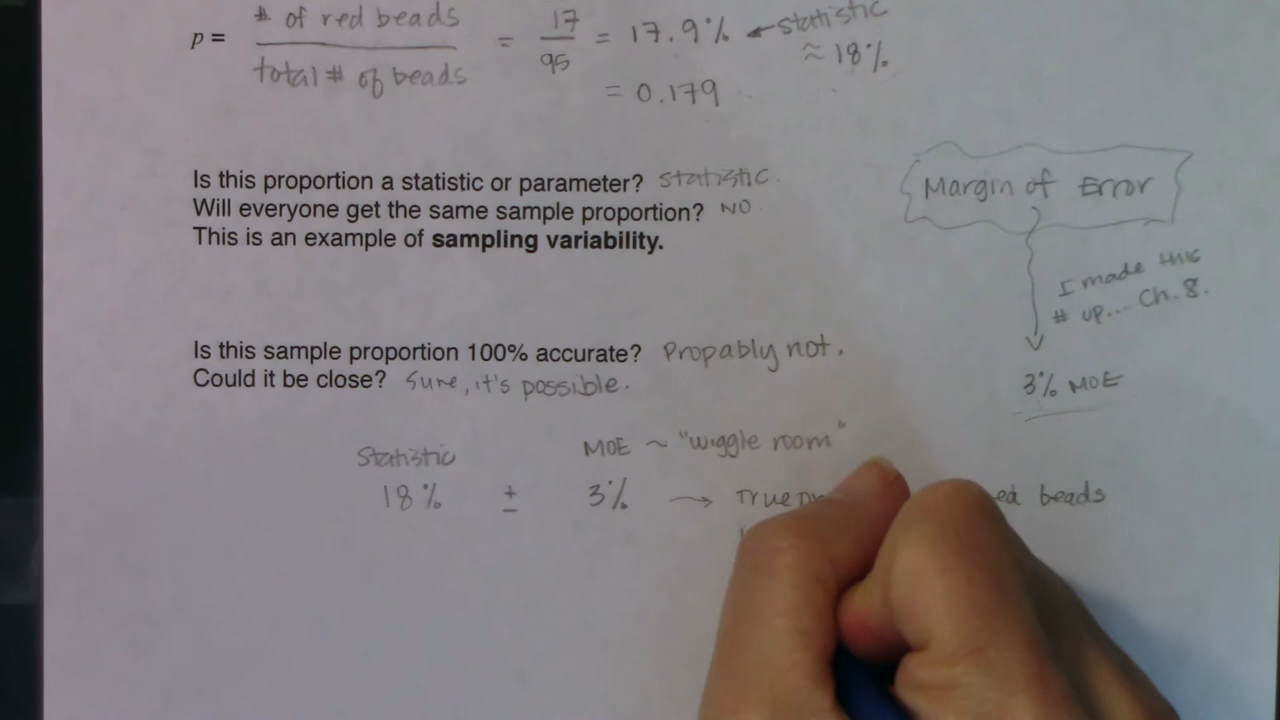 # of red beads
p = ─ = 17/95 = 17.9% ← statistic
total # of beads
≈ 18%
= 0.179
Is this proportion a statistic or parameter? statistic.
Will everyone get the same sample proportion? NO.
This is an example of sampling variability.
Margin of Error
I made this
# up... Ch. 8.
Is this sample proportion 100% accurate? Propably not.
Could it be close? Sure, it's possible.
3% MOE
Statistic MOE ~ "wiggle room"
18% ± 3% → True beads